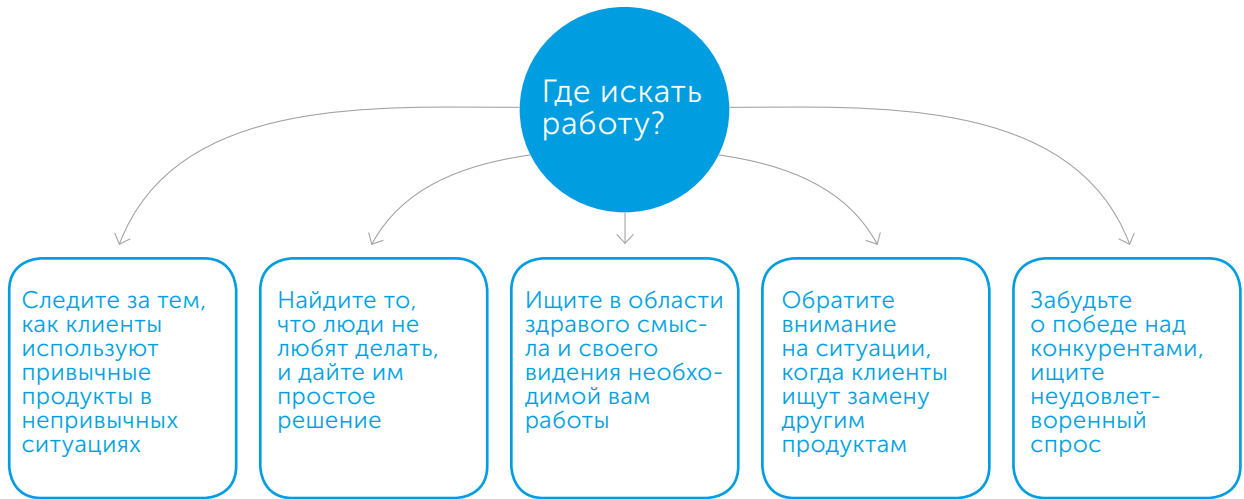 Где искать
работу?
Следите за тем,
как клиенты
используют
привычные
продукты в
непривычных
ситуациях
Найдите то,
что люди не
любят делать,
и дайте им
простое
решение
Ищите в области
здравого смыс-
ла и своего
видения необхо-
димой вам
работы
Обратите
внимание
на ситуации,
когда клиенты
ищут замену
другим
продуктам
Забудьте
о победе над
конкурентами,
ищите
неудовлет-
воренный
спрос